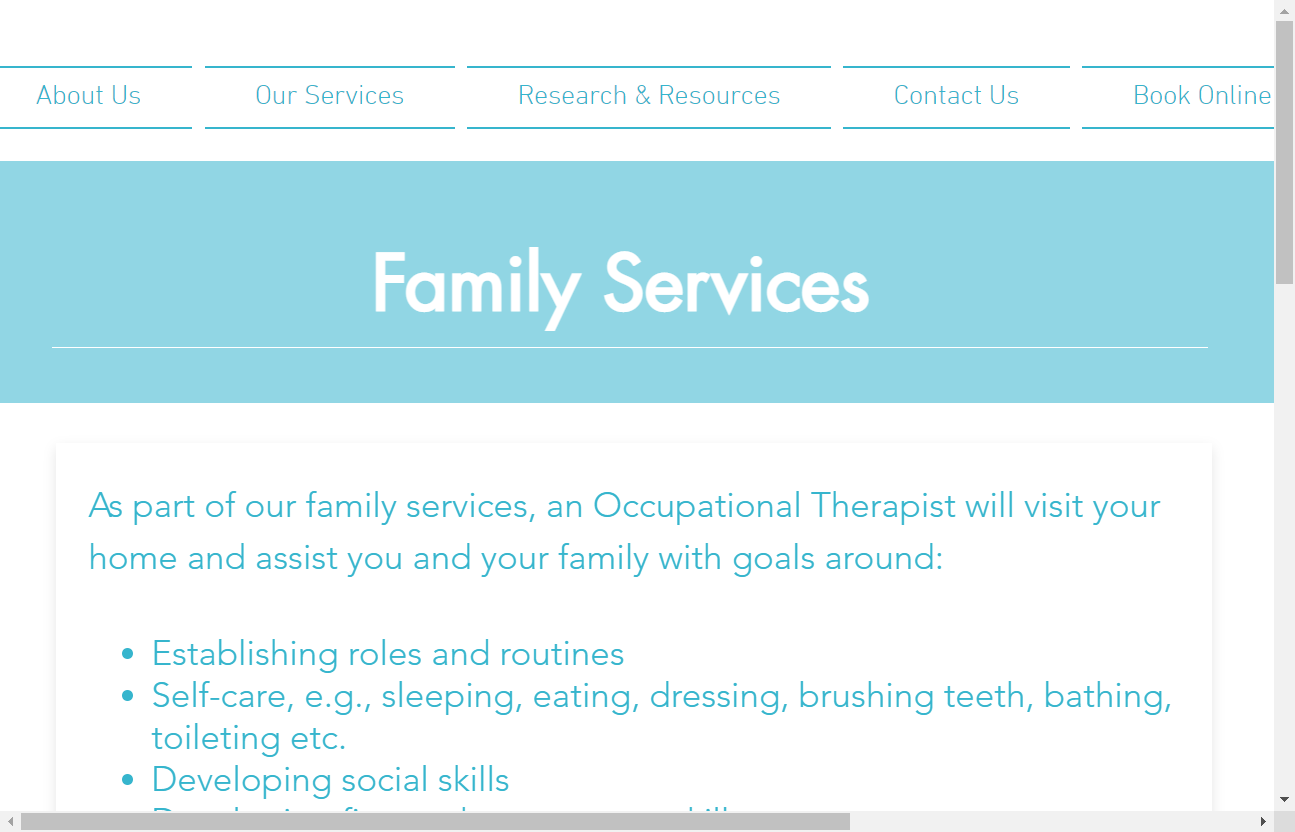 About Us
Our Services
Research & Resources
Contact Us
Book Online
Family Services
As part of our family services, an Occupational Therapist will visit your
home and assist you and your family with goals around:
Establishing roles and routines
Self-care, e.g., sleeping, eating, dressing, brushing teeth, bathing,
toileting etc.
Developing social skills